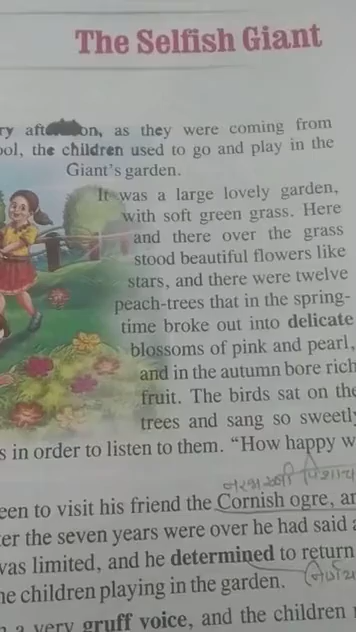 The Selfish Giant
as they were coming from
the children used to go and play in the
Giant's garden.
It was a large lovely garden,
with soft green grass. Here
and there over the grass
stood beautiful flowers like
stars, and there were twelve
peach-trees that in the spring-
time broke out into delicate
blossoms of pink and pearl,
and in the autumn bore rich
fruit. The birds sat on the
trees and sang so sweetly
in order to listen to them. "How happy
to visit his friend the Cornish ogre,
the seven years were over he had said
was limited, and he determined to return
children playing in the garden.
a very gruff voice, and the children